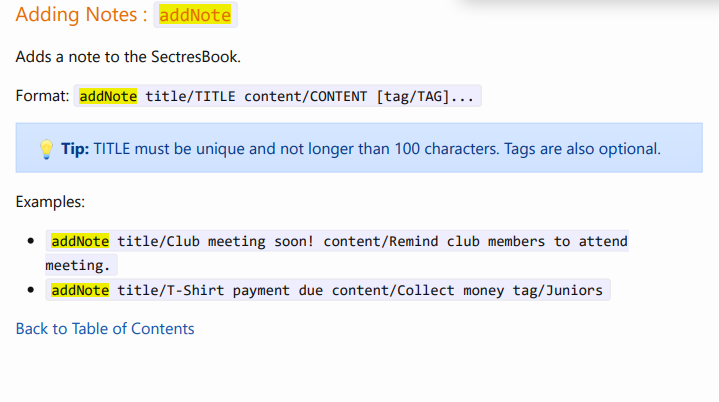 Adding Notes : addNote
Adds a note to the SectresBook.
Format: addNote title/TITLE content/CONTENT [tag/TAG]...
Tip: TITLE must be unique and not longer than 100 characters. Tags are also optional.
Examples:
addNote title/Club meeting soon! content/Remind club members to attend
meeting.
addNote title/T-Shirt payment due content/Collect money tag/Juniors
Back to Table of Contents